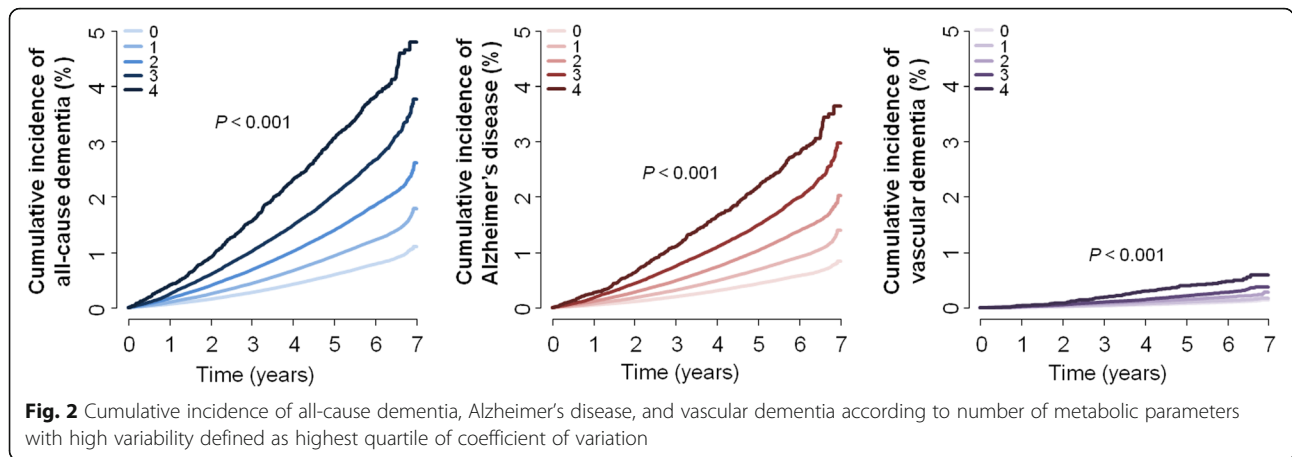 Cumulative incidence of
all-cause dementia (%)
5
4
3
2
1
0
0
1
2
3
4
P < 0.001
0 1 2 3 4 5 6 7
Time (years)
Cumulative incidence of
Alzheimer's disease (%)
5
4
3
2
1
0
0
1
2
3
4
P < 0.001
0 1 2 3 4 5 6 7
Time (years)
Cumulative incidence of
vascular dementia (%)
5
4
3
2
1
0
0
1
2
3
4
P < 0.001
0 1 2 3 4 5 6 7
Time (years)
Fig. 2 Cumulative incidence of all-cause dementia, Alzheimer's disease, and vascular dementia according to number of metabolic parameters
with high variability defined as highest quartile of coefficient of variation